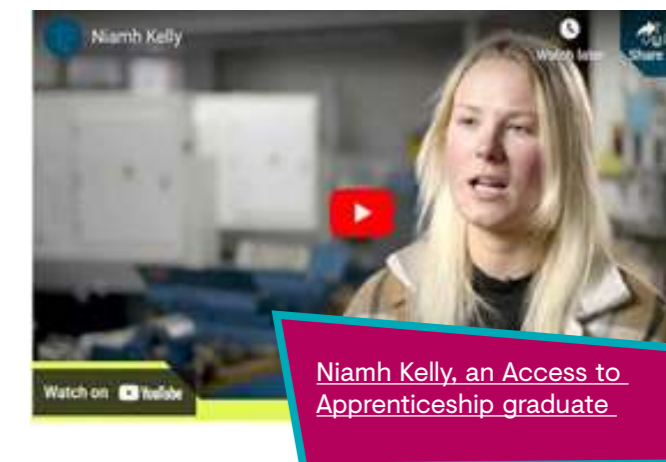 Niamh Kelly
Watch later
Share
Watch on YouTube
Niamh Kelly, an Access to
Apprenticeship graduate